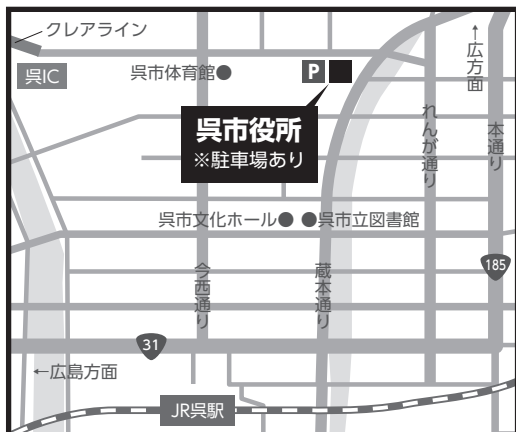 クレアライン
呉IC
呉市体育館●
P
↑広方面
呉市役所
※駐車場あり
れんが通り
本通り
呉市文化ホール●
●呉市立図書館
今西通り
蔵本通り
185
31
←広島方面
JR呉駅